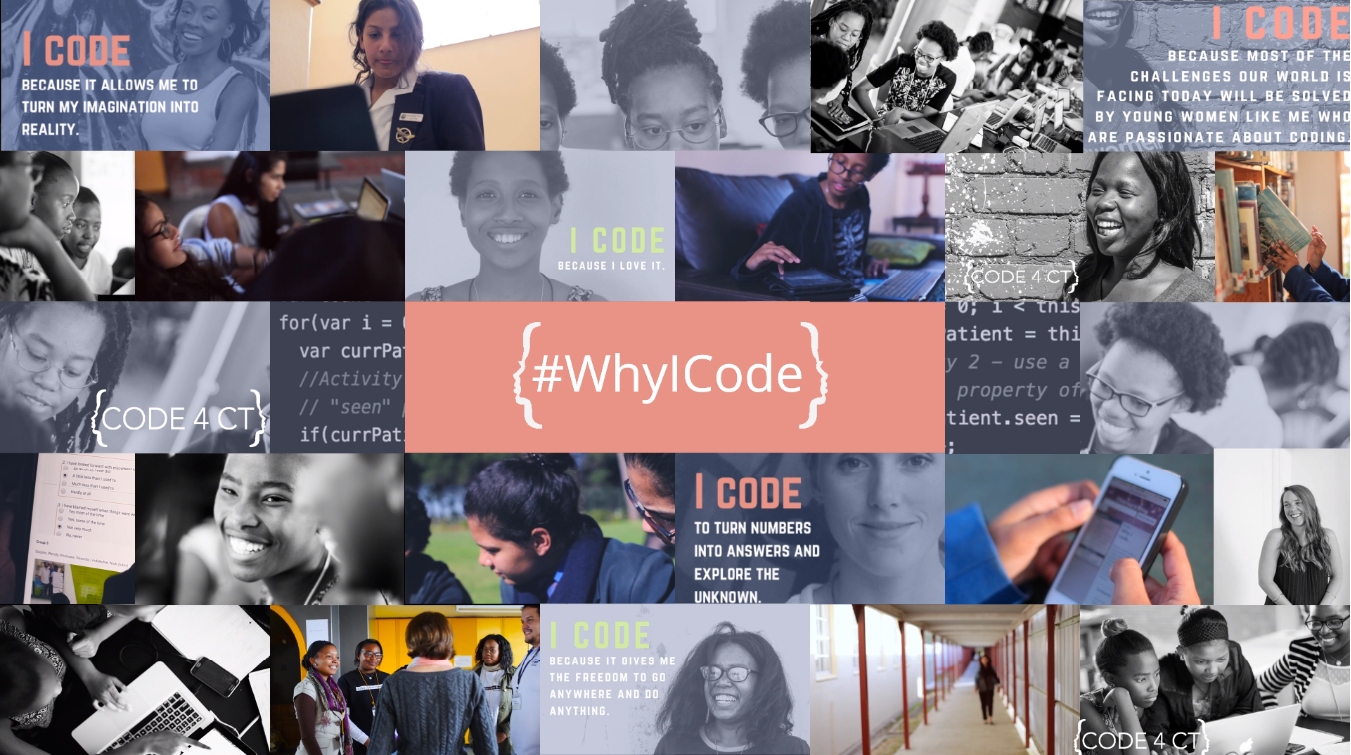 I CODE
BECAUSE IT ALLOWS ME TO
TURN MY IMAGINATION INTO
REALITY.
I CODE
BECAUSE MOST OF THE
CHALLENGES OUR WORLD IS
FACING TODAY WILL BE SOLVED
BY YOUNG WOMEN LIKE ME WHO
ARE PASSIONATE ABOUT CODING.
I CODE
BECAUSE I LOVE IT.
{CODE 4 CT}
{CODE 4 CT}
for(var i =
var currPat
//Activity
// "seen"
if(currPati
{#WhyICode}
0; i < this
Patient = thi
y 2 – use a
property of
tient.seen =
;
I CODE
TO TURN NUMBERS
INTO ANSWERS AND
EXPLORE THE
UNKNOWN.
I CODE
BECAUSE IT GIVES ME
THE FREEDOM TO GO
ANYWHERE AND DO
ANYTHING.
{CODE 4 CT}